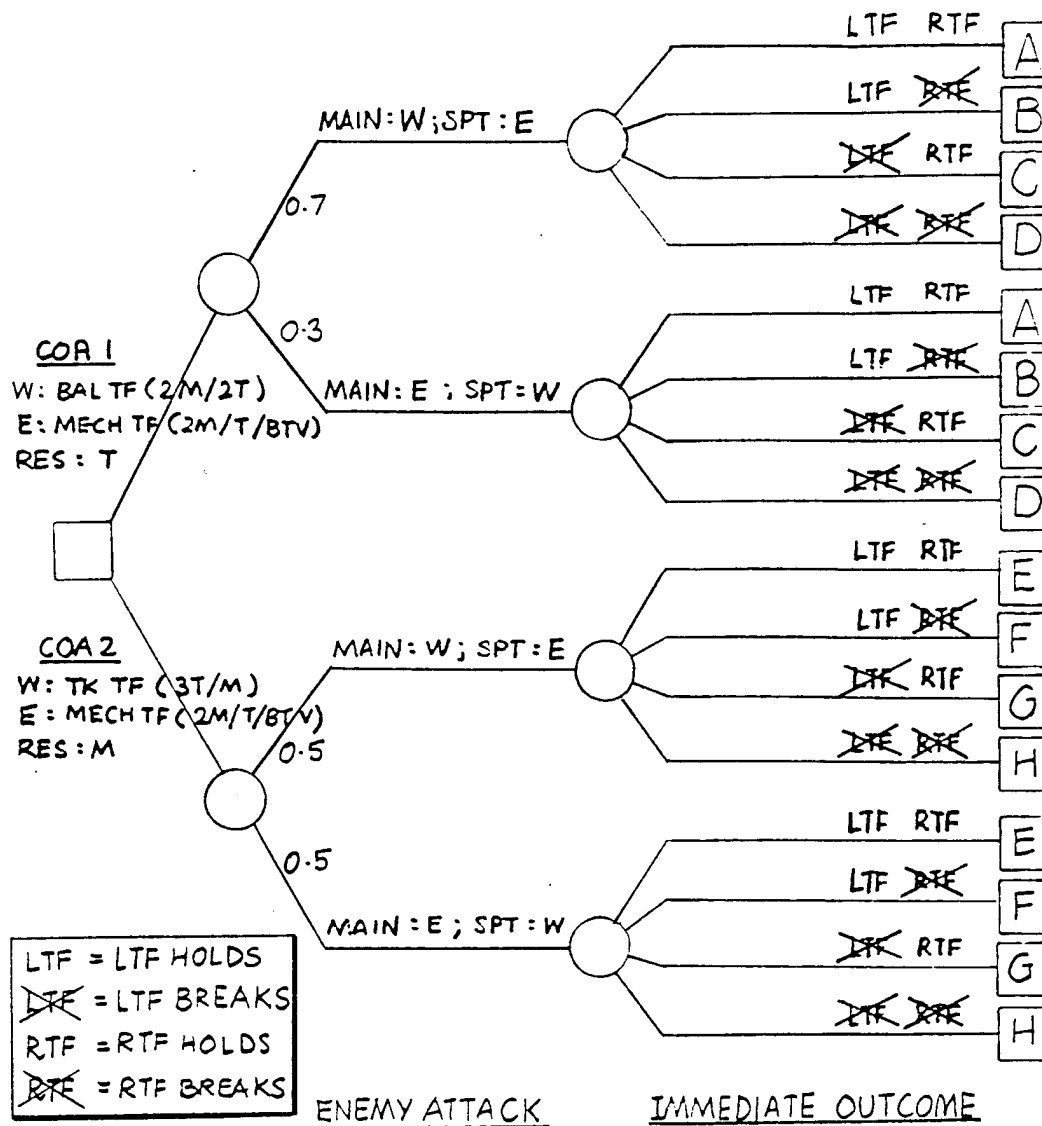 LTF RTF
A
LTF RTF
B
MAIN: W; SPT: E
LTF RTF
C
0.7
LTF RTF
D
LTF RTF
A
0.3
COA 1
LTF RTF
B
W: BAL TF (2M/2T)
MAIN: E ; SPT: W
E: MECH TF (2M/T/BTV)
LTF RTF
C
RES: T
LTF RTF
D
LTF RTF
E
LTF RTF
F
COA 2
MAIN: W; SPT: E
W: TK TF (3T/M)
LTF RTF
G
E: MECH TF (2M/T/BTV)
RES: M
0.5
LTF RTF
H
LTF RTF
E
0.5
LTF RTF
F
MAIN: E ; SPT: W
LTF RTF
G
LTF = LTF HOLDS
LTF = LTF BREAKS
LTF RTF
H
RTF = RTF HOLDS
RTF = RTF BREAKS
ENEMY ATTACK
IMMEDIATE OUTCOME